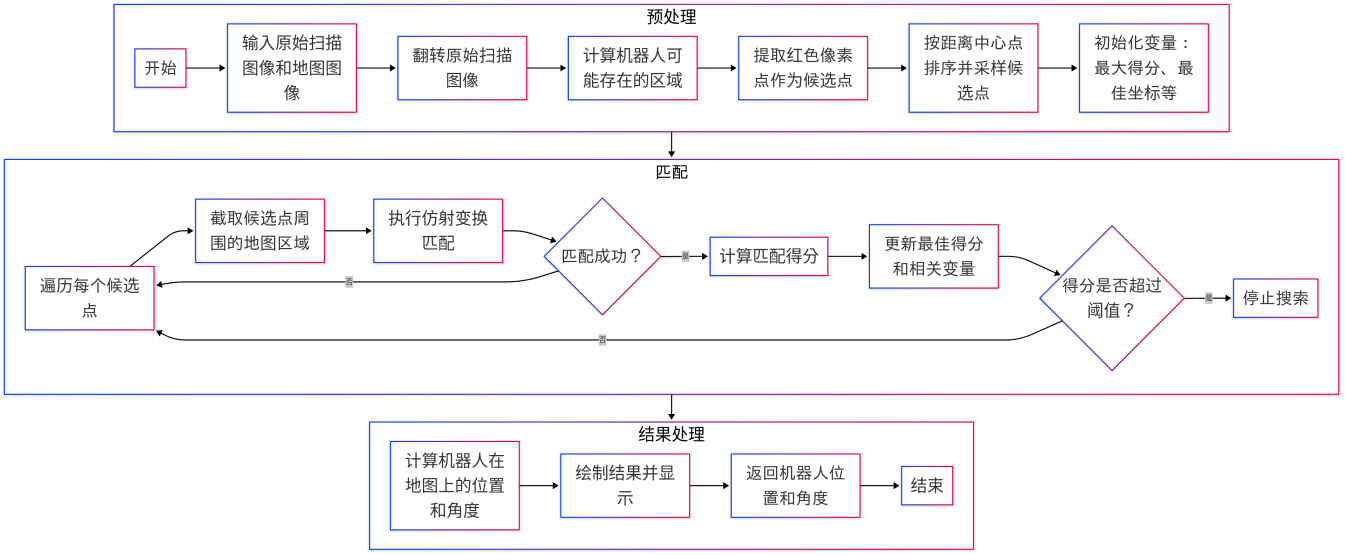 预处理
开始
输入原始扫描
图像和地图图
像
翻转原始扫描
图像
计算机器人可
能存在的区域
提取红色像素
点作为候选点
按距离中心点
排序并采样候
选点
初始化变量：
最大得分、最
佳坐标等
匹配
遍历每个候选
点
截取候选点周
围的地图区域
执行仿射变换
匹配
匹配成功？
否
是
计算匹配得分
更新最佳得分
和相关变量
得分是否超过
阈值？
否
是
停止搜索
结果处理
计算机器人在
地图上的位置
和角度
绘制结果并显
示
返回机器人位
置和角度
结束